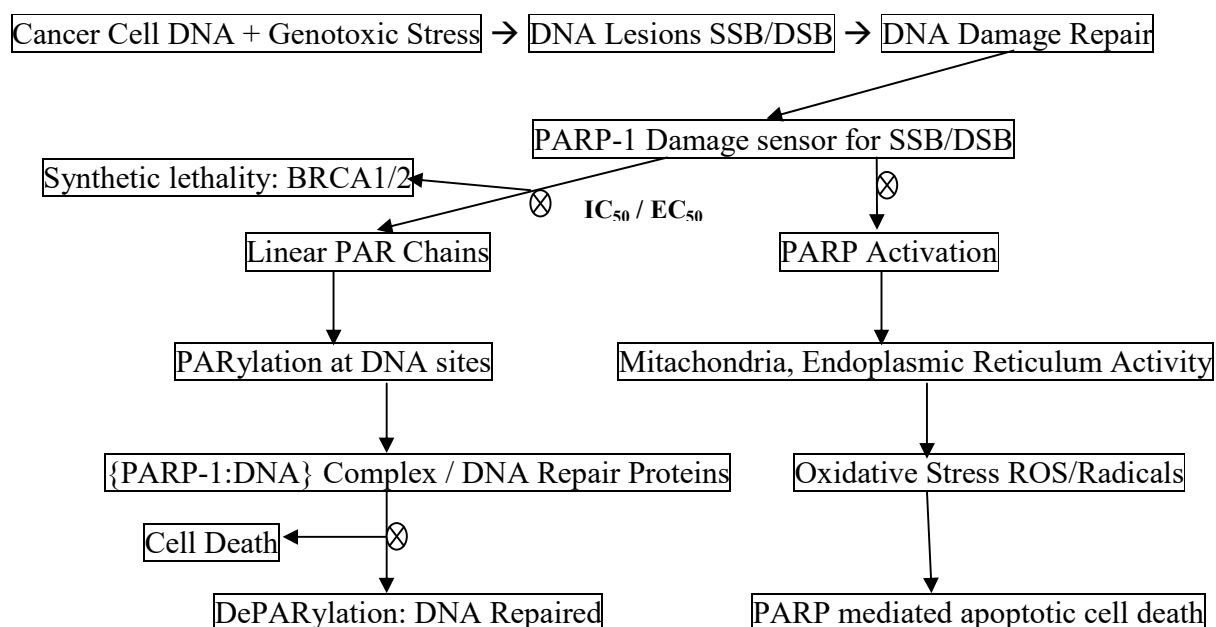 Cancer Cell DNA + Genotoxic Stress → DNA Lesions SSB/DSB → DNA Damage Repair
PARP-1 Damage sensor for SSB/DSB
Synthetic lethality: BRCA1/2
IC₅₀ / EC₅₀
Linear PAR Chains
PARP Activation
PARylation at DNA sites
Mitachondria, Endoplasmic Reticulum Activity
{PARP-1:DNA} Complex / DNA Repair Proteins
Oxidative Stress ROS/Radicals
Cell Death
DePARylation: DNA Repaired
PARP mediated apoptotic cell death